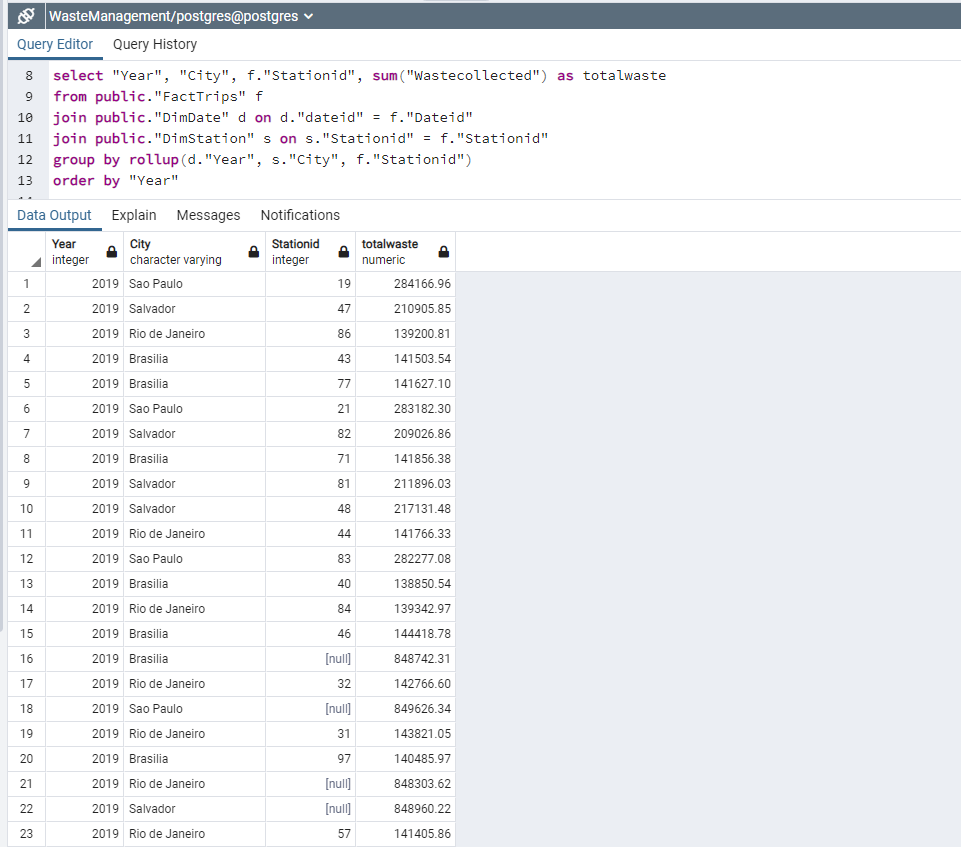 WasteManagement/postgres@postgres
Query Editor Query History
8 select "Year", "City", f."Stationid", sum("Wastecollected") as totalwaste
9 from public."FactTrips" f
10 join public."DimDate" d on d."dateid" = f."Dateid"
11 join public."DimStation" s on s."Stationid" = f."Stationid"
12 group by rollup(d."Year", s."City", f."Stationid")
13 order by "Year"
Data Output Explain Messages Notifications
Year City Stationid totalwaste
integer character varying integer numeric
1 2019 Sao Paulo 19 284166.96
2 2019 Salvador 47 210905.85
3 2019 Rio de Janeiro 86 139200.81
4 2019 Brasilia 43 141503.54
5 2019 Brasilia 77 141627.10
6 2019 Sao Paulo 21 283182.30
7 2019 Salvador 82 209026.86
8 2019 Brasilia 71 141856.38
9 2019 Salvador 81 211896.03
10 2019 Salvador 48 217131.48
11 2019 Rio de Janeiro 44 141766.33
12 2019 Sao Paulo 83 282277.08
13 2019 Brasilia 40 138850.54
14 2019 Rio de Janeiro 84 139342.97
15 2019 Brasilia 46 144418.78
16 2019 Brasilia [null] 848742.31
17 2019 Rio de Janeiro 32 142766.60
18 2019 Sao Paulo [null] 849626.34
19 2019 Rio de Janeiro 31 143821.05
20 2019 Brasilia 97 140485.97
21 2019 Rio de Janeiro [null] 848303.62
22 2019 Salvador [null] 848960.22
23 2019 Rio de Janeiro 57 141405.86